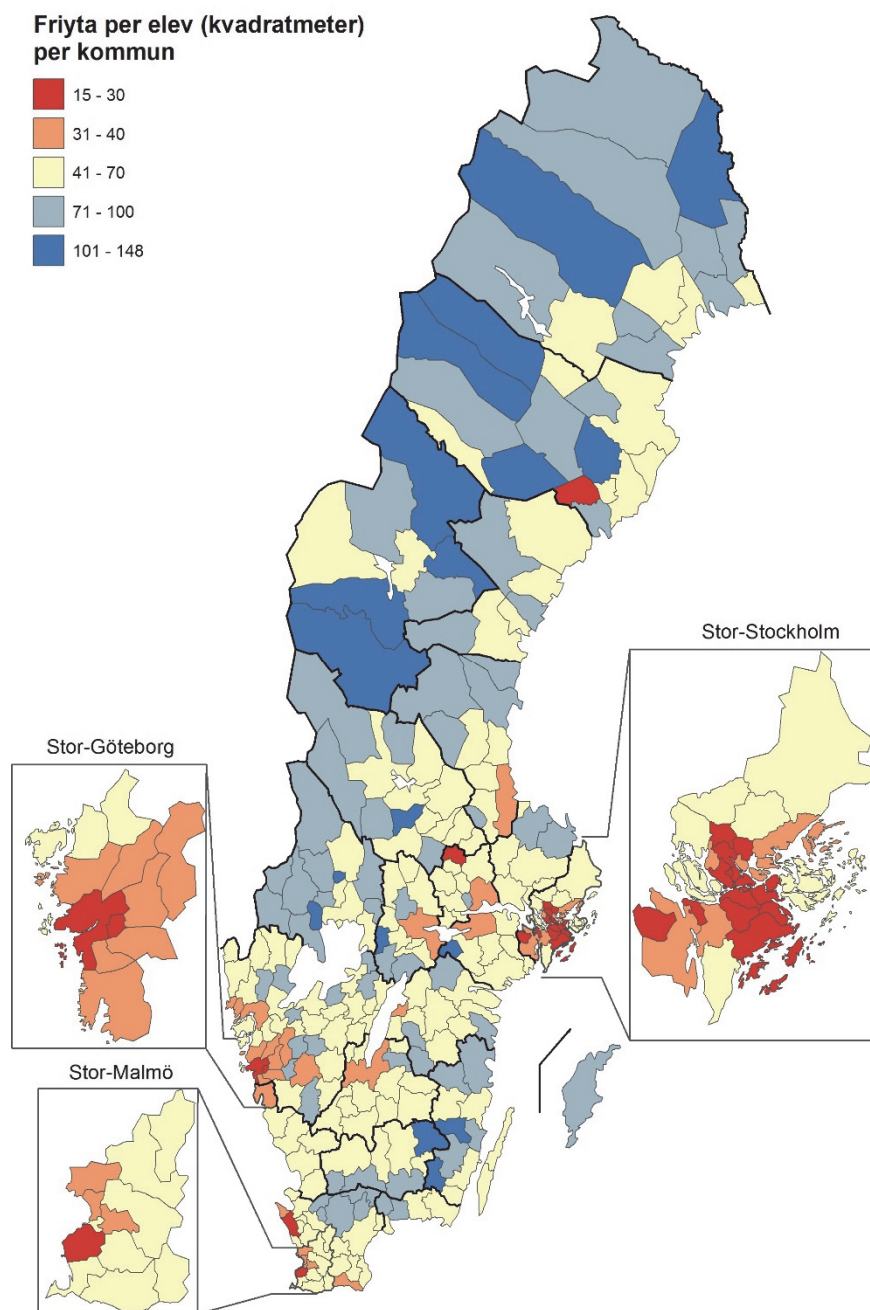 Friyta per elev (kvadratmeter)
per kommun
15 - 30
31 - 40
41 - 70
71 - 100
101 - 148
Stor-Stockholm
Stor-Göteborg
Stor-Malmö